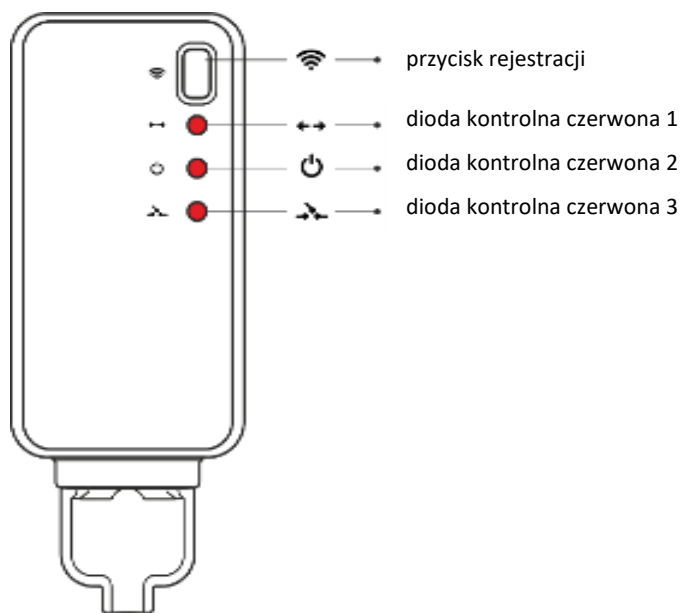 przycisk rejestracji
dioda kontrolna czerwona 1
dioda kontrolna czerwona 2
dioda kontrolna czerwona 3